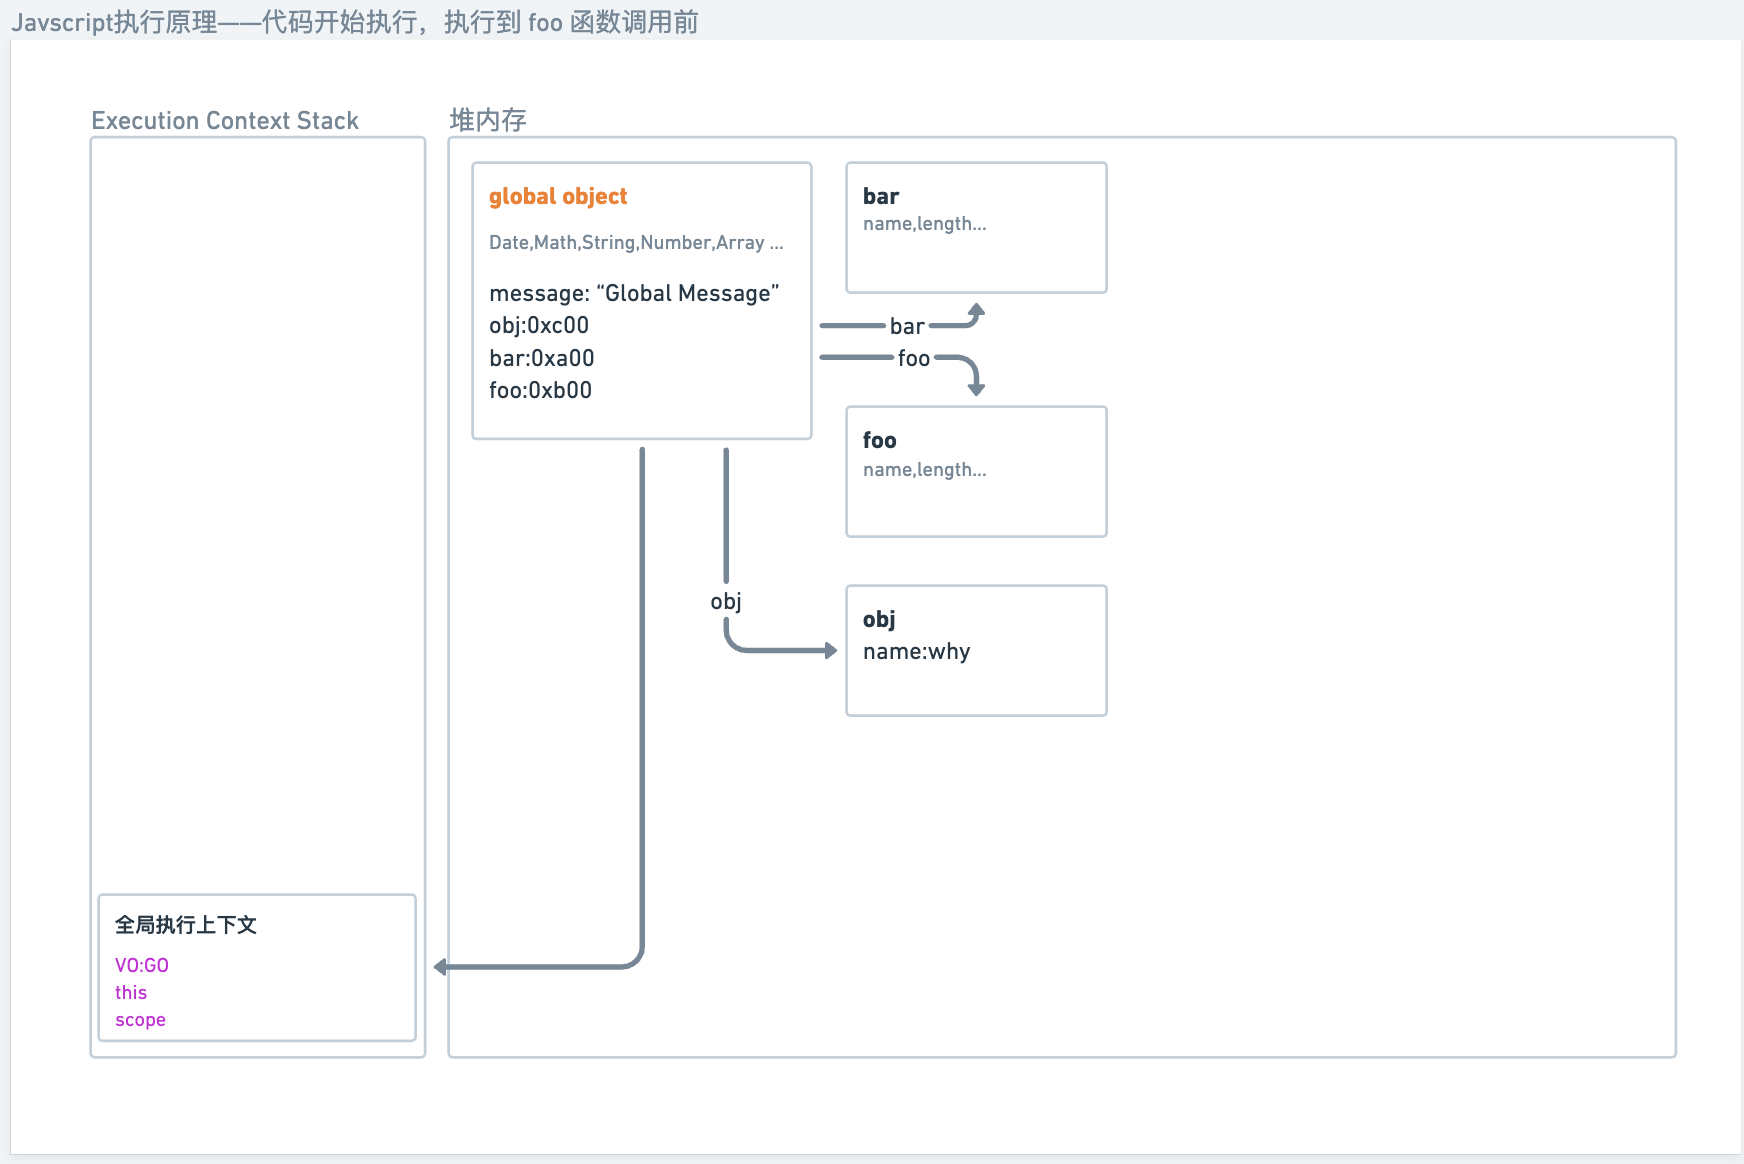 Javscript执行原理——代码开始执行，执行到 foo 函数调用前
Execution Context Stack
堆内存
global object
Date,Math,String,Number,Array ...
message: “Global Message”
obj:0xc00
bar:0xa00
foo:0xb00
bar
name,length...
bar
foo
foo
name,length...
obj
obj
name:why
全局执行上下文
VO:GO
this
scope